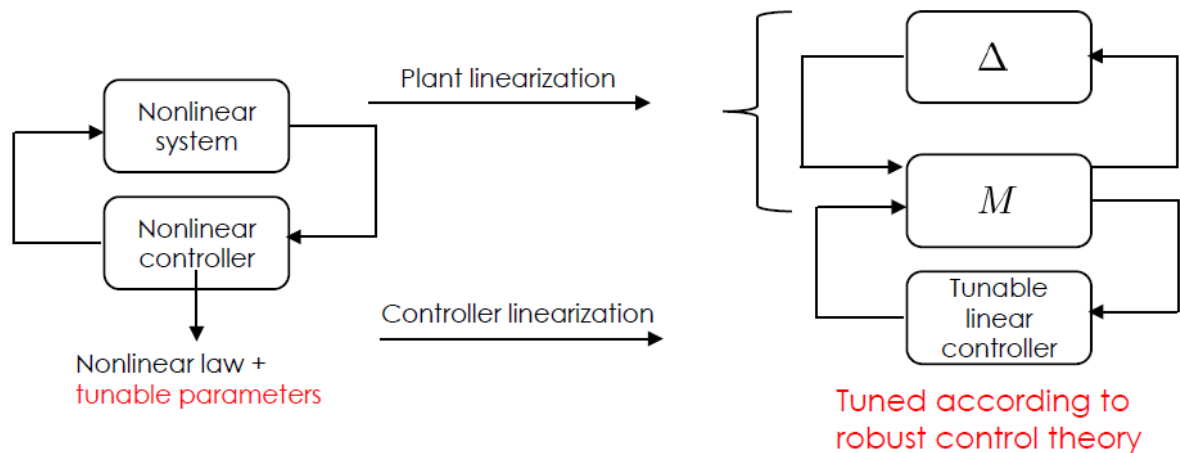 Nonlinear
system
Nonlinear
controller
Nonlinear law +
tunable parameters
Plant linearization
Controller linearization
Δ
M
Tunable
linear
controller
Tuned according to
robust control theory